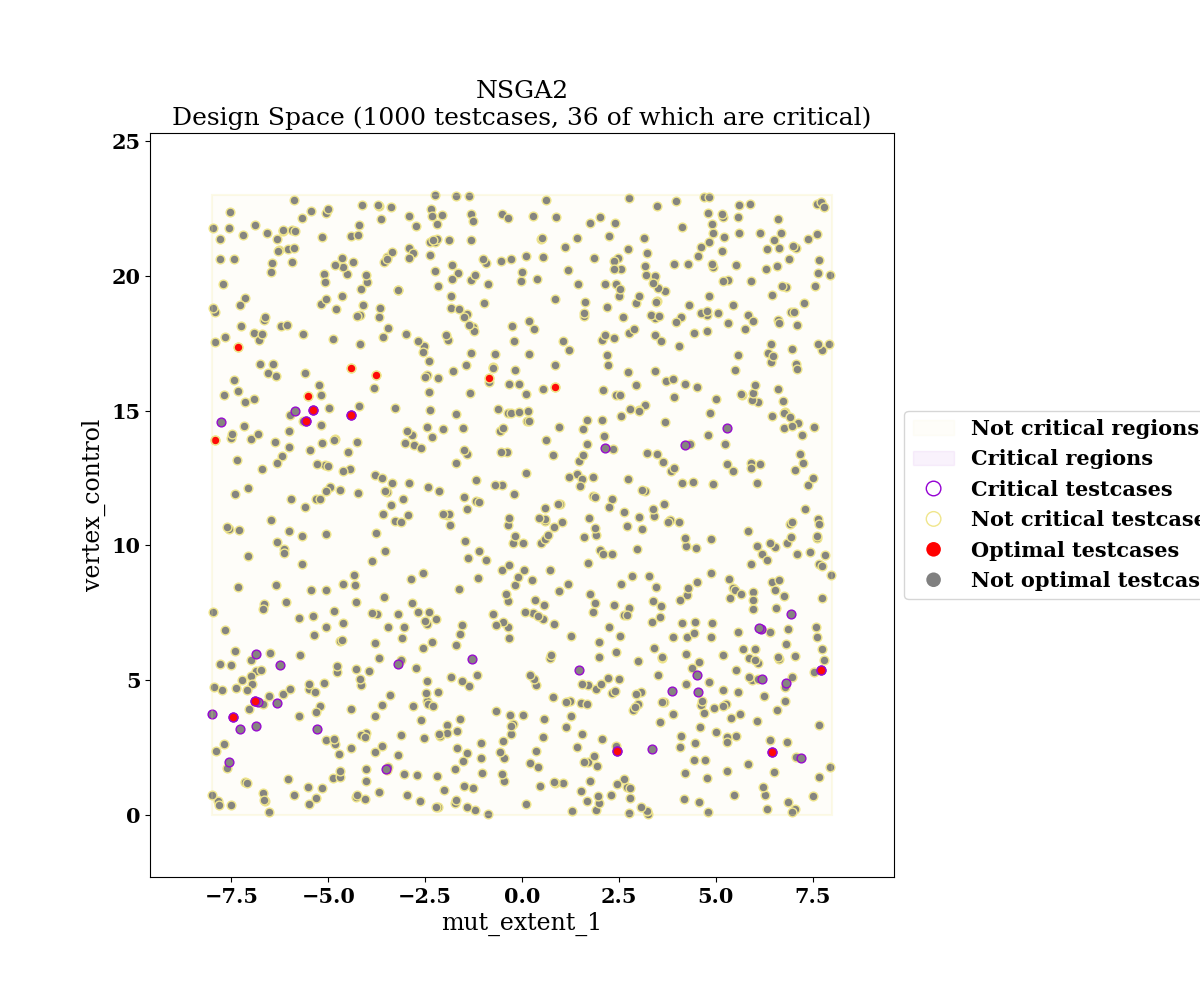 NSGA2
Design Space (1000 testcases, 36 of which are critical)
25
20
15
10
5
0
vertex_control
−7.5 −5.0 −2.5 0.0 2.5 5.0 7.5
mut_extent_1
Not critical regions
Critical regions
Critical testcases
Not critical testcase
Optimal testcases
Not optimal testcas